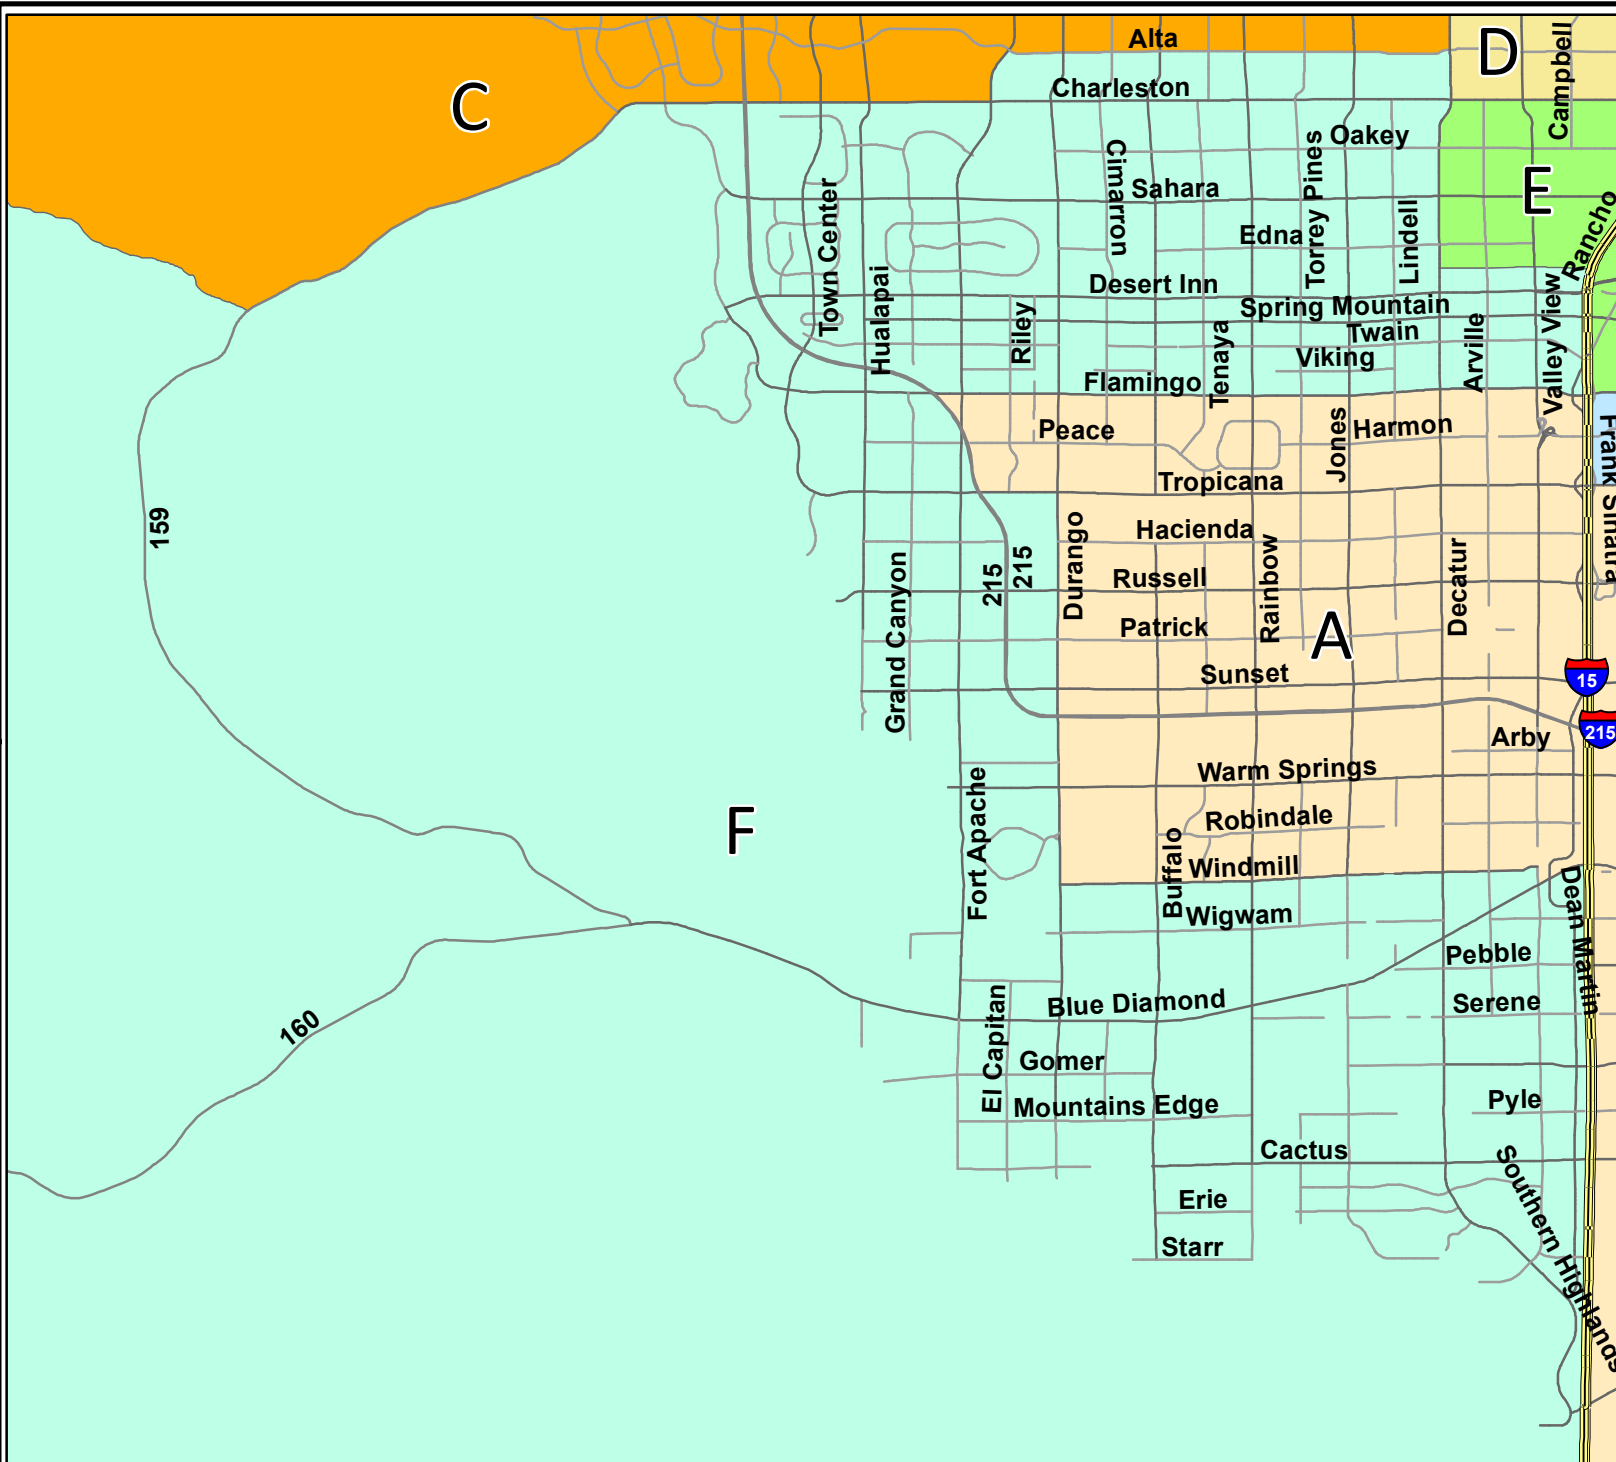 Alta
D
Campbell
C
Charleston
Oakey
Cimarron
Torrey Pines
Sahara
E
Town Center
Lindell
Rancho
Edna
Hualapai
Desert Inn
Spring Mountain
Valley View
Riley
Tenaya
Twain
Arville
Viking
Flamingo
Peace
Jones
Harmon
Frank Sinatra
Tropicana
159
Durango
Hacienda
Rainbow
Decatur
215
215
Grand Canyon
Russell
Patrick
A
Sunset
15
215
Arby
Fort Apache
Warm Springs
F
Robindale
Buffalo
Windmill
Dean Martin
Wigwam
Pebble
El Capitan
Blue Diamond
Serene
160
Gomer
Mountains Edge
Pyle
Cactus
Southern Highlands
Erie
Starr